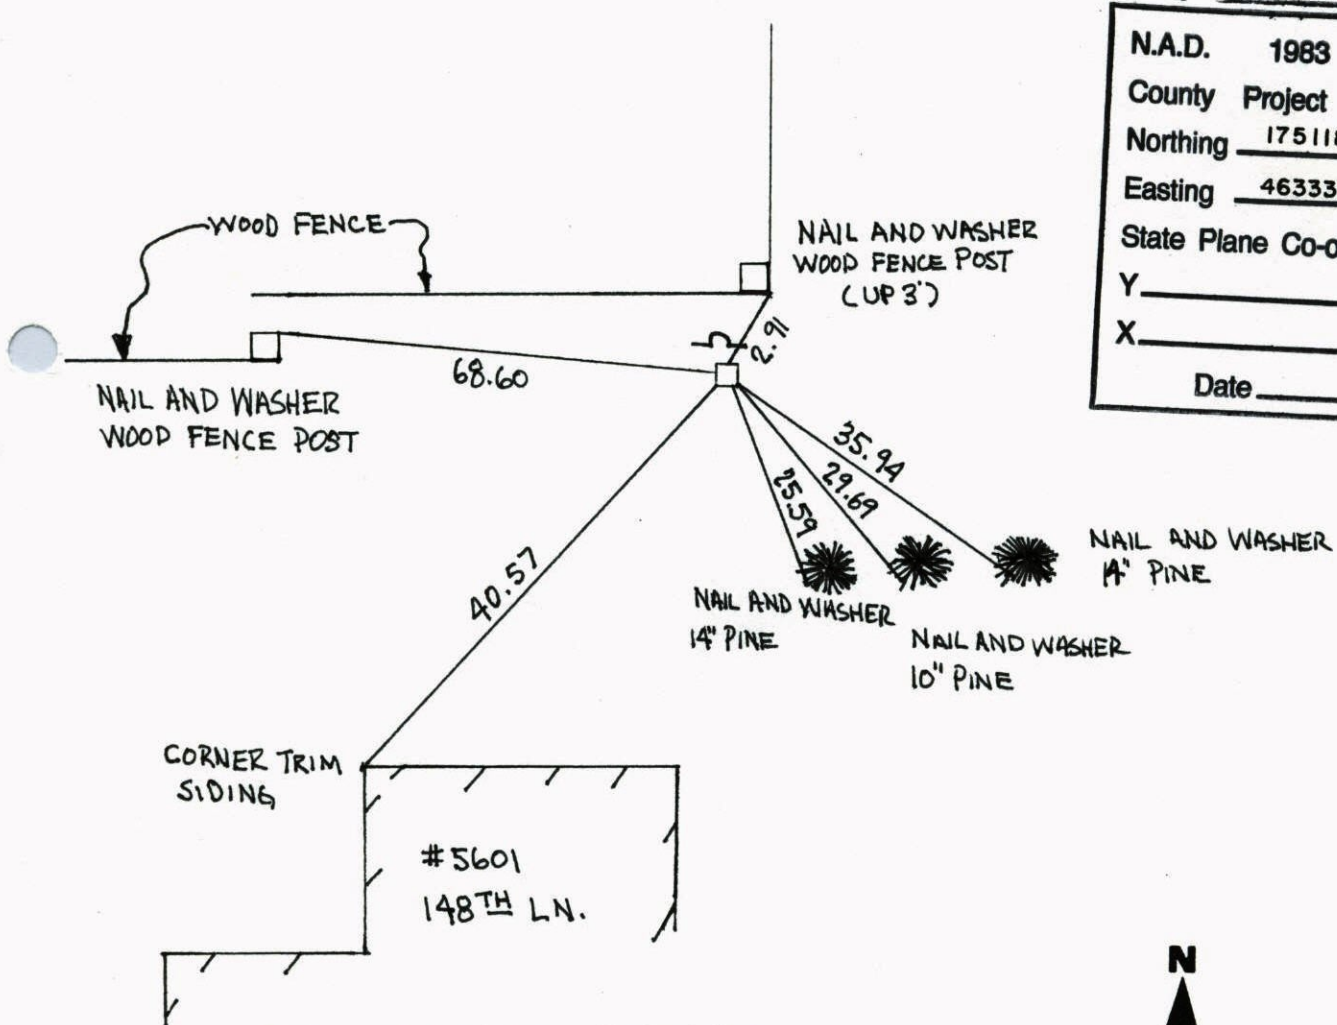 N.A.D. 1983
County Project
Northing 17511
Easting 46333
State Plane Co-o
Y
X
Date
WOOD FENCE
NAIL AND WASHER
WOOD FENCE POST
(UP 3')
2.91
68.60
NAIL AND WASHER
WOOD FENCE POST
35.94
29.69
25.59
40.57
NAIL AND WASHER
14" PINE
NAIL AND WASHER
14" PINE
NAIL AND WASHER
10" PINE
CORNER TRIM
SIDING
#5601
148TH LN.
N